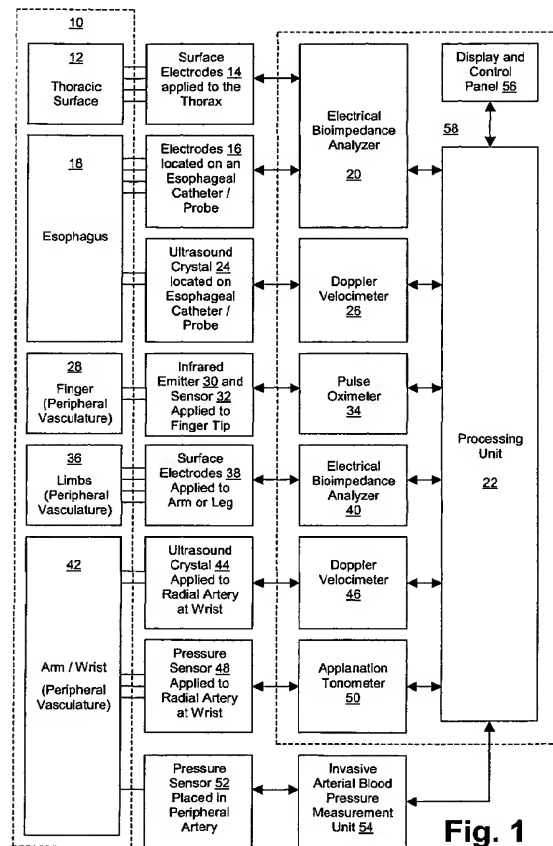 10
12
Thoracic
Surface
Surface
Electrodes 14
applied to the
Thorax
Electrical
Bioimpedance
Analyzer
20
Display and
Control
Panel 56
58
18
Esophagus
Electrodes 16
located on an
Esophageal
Catheter /
Probe
Ultrasound
Crystal 24
located on
Esophageal
Catheter /
Probe
Doppler
Velocimeter
26
28
Finger
(Peripheral
Vasculature)
Infrared
Emitter 30 and
Sensor 32
Applied to
Finger Tip
Pulse
Oximeter
34
Processing
Unit
22
36
Limbs
(Peripheral
Vasculature)
Surface
Electrodes 38
Applied to
Arm or Leg
Electrical
Bioimpedance
Analyzer
40
42
Arm / Wrist
(Peripheral
Vasculature)
Ultrasound
Crystal 44
Applied to
Radial Artery
at Wrist
Doppler
Velocimeter
46
Pressure
Sensor 48
Applied to
Radial Artery
at Wrist
Applanation
Tonometer
50
Pressure
Sensor 52
Placed in
Peripheral
Artery
Invasive
Arterial Blood
Pressure
Measurement
Unit 54
Fig. 1